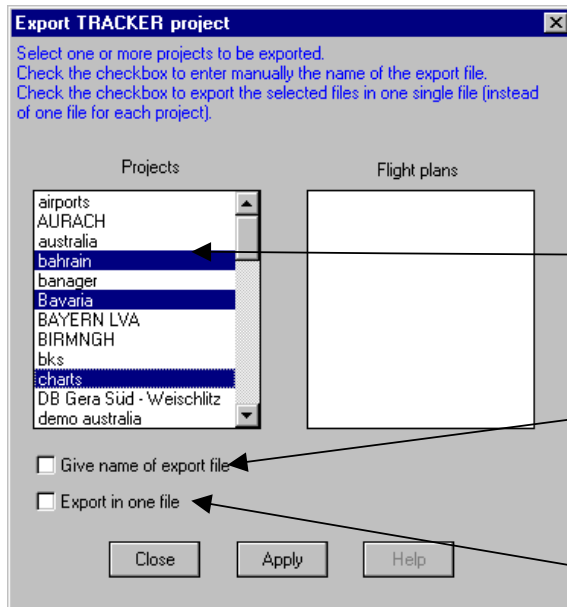 Export TRACKER project
Select one or more projects to be exported.
Check the checkbox to enter manually the name of the export file.
Check the checkbox to export the selected files in one single file (instead
of one file for each project).
Projects
Flight plans
airports
AURACH
australia
bahrain
banager
Bavaria
BAYERN LVA
BIRMNGH
bks
charts
DB Gera Süd - Weischlitz
demo australia
Give name of export file
Export in one file
Close
Apply
Help